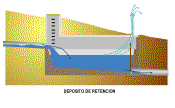 DEPOSITO DE RETENCION